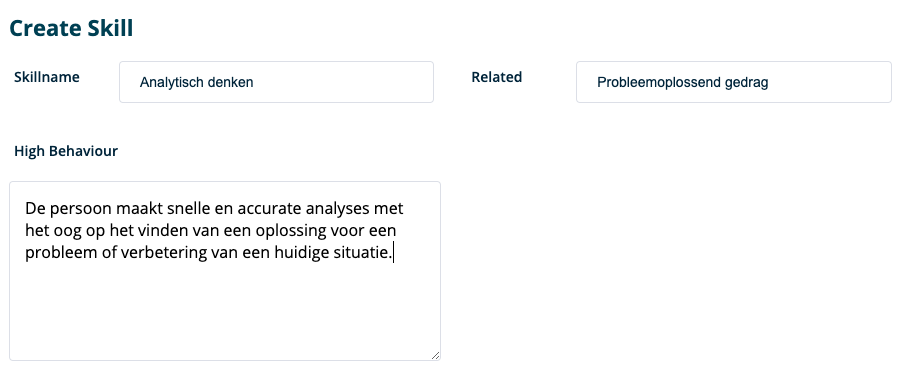 Create Skill
Skillname
Analytisch denken
Related
Probleemoplossend gedrag
High Behaviour
De persoon maakt snelle en accurate analyses met
het oog op het vinden van een oplossing voor een
probleem of verbetering van een huidige situatie.